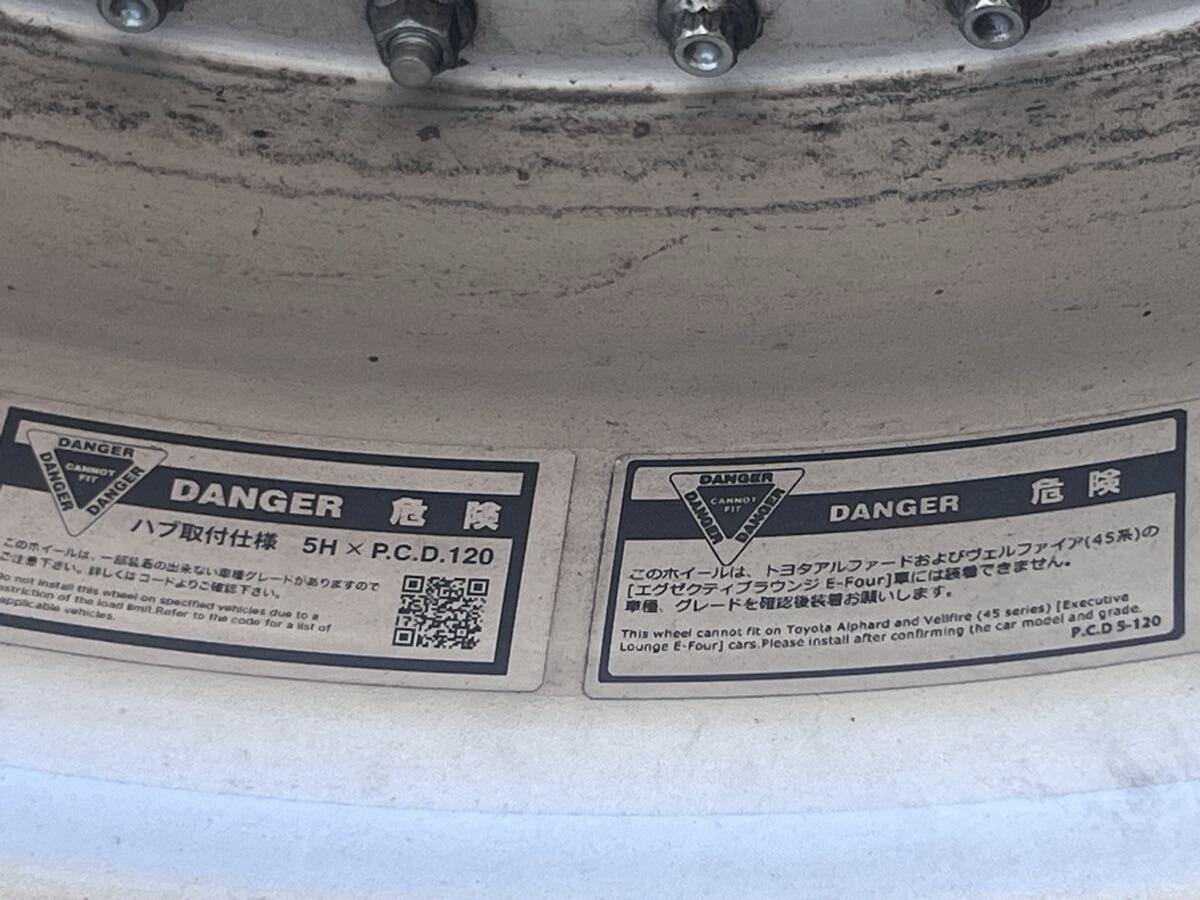 DANGER
DANGER
DANGER
CANNOT
FIT
DANGER 危険
ハブ取付仕様 5H × P.C.D.120
このホイールは、一部装着の出来ない車種グレードがありますので
ご注意下さい。詳しくはコードよりご確認下さい。
Do not install this wheel on specified vehicles due to a
restriction of the load limit.Refer to the code for a list of
applicable vehicles.
DANGER
DANGER
DANGER
CANNOT
FIT
DANGER 危険
このホイールは、トヨタアルファードおよびヴェルファイア(45系)の
[エグゼクティブラウンジ E-Four]車には装着できません。
車種、グレードを確認後装着お願いします。
This wheel cannot fit on Toyota Alphard and Vellfire (45 series) [Executive
Lounge E-Four] cars.Please install after confirming the car model and grade.
P.C.D 5-120